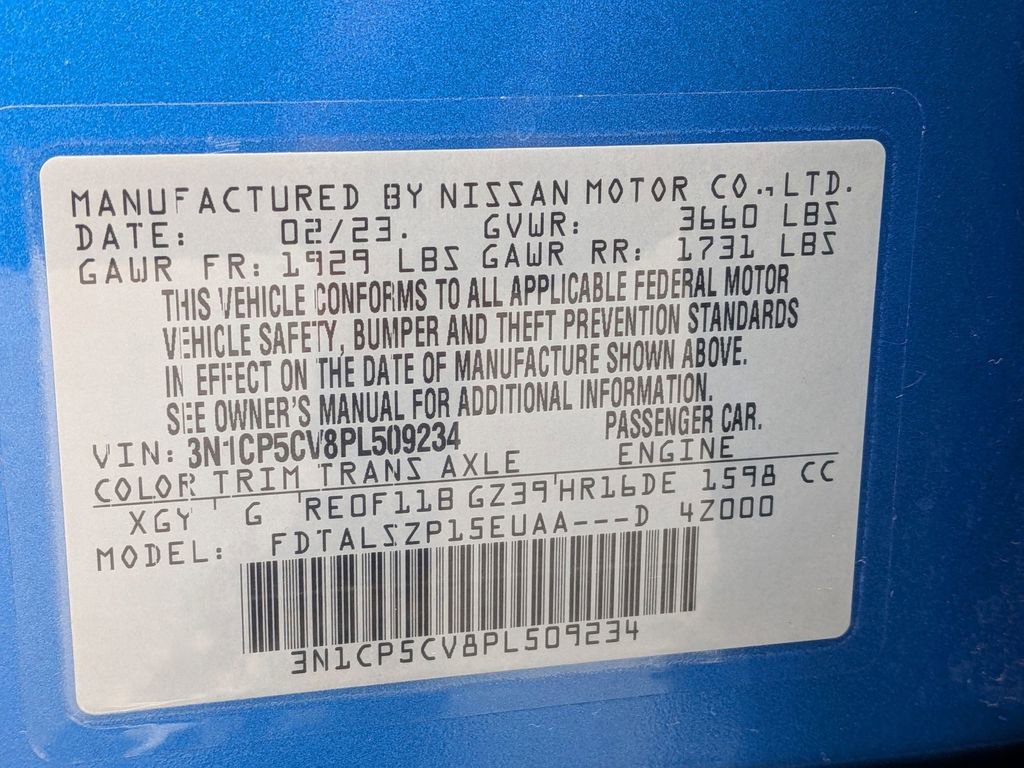 MANUFACTURED BY NISSAN MOTOR CO., LTD.
DATE: 02/23. GVWR: 3660 LBS
GAWR FR: 1929 LBS GAWR RR: 1731 LBS
THIS VEHICLE CONFORMS TO ALL APPLICABLE FEDERAL MOTOR
VEHICLE SAFETY, BUMPER AND THEFT PREVENTION STANDARDS
IN EFFECT ON THE DATE OF MANUFACTURE SHOWN ABOVE.
SEE OWNER'S MANUAL FOR ADDITIONAL INFORMATION.
VIN: 3N1CP5CV8PL509234 PASSENGER CAR.
COLOR TRIM TRANS AXLE ENGINE
XGY G RE0F11B GZ39 HR16DE 1598 CC
MODEL: FDTALSZP15EUAA---D 4Z000
3N1CP5CV8PL509234